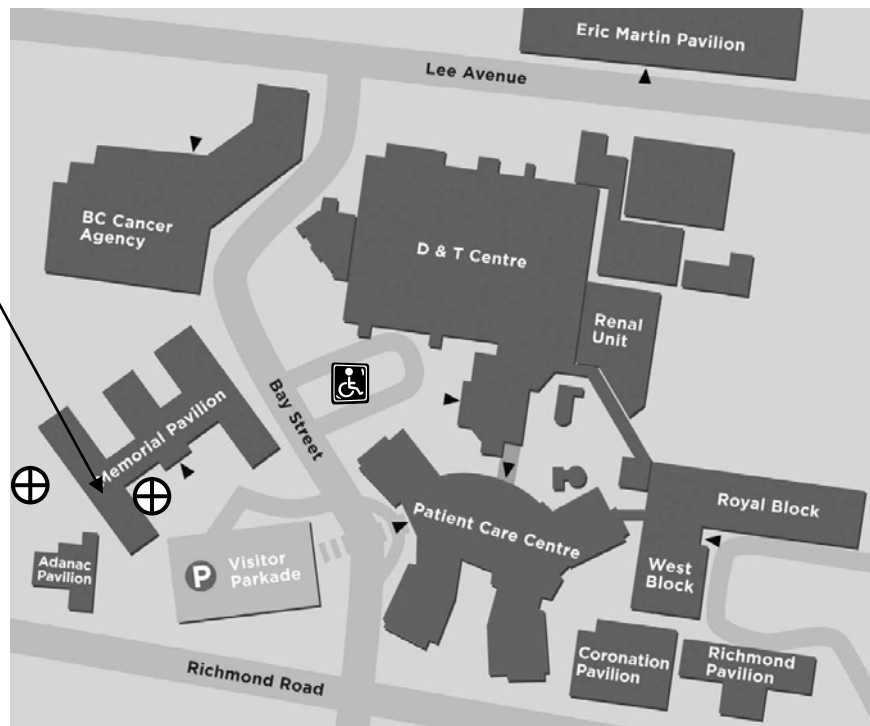 Eric Martin Pavilion
Lee Avenue
BC Cancer
Agency
D & T Centre
Renal
Unit
Bay Street
Memorial Pavilion
Royal Block
Patient Care Centre
P
Visitor
Parkade
Adanac
Pavilion
West
Block
Coronation
Pavilion
Richmond
Pavilion
Richmond Road